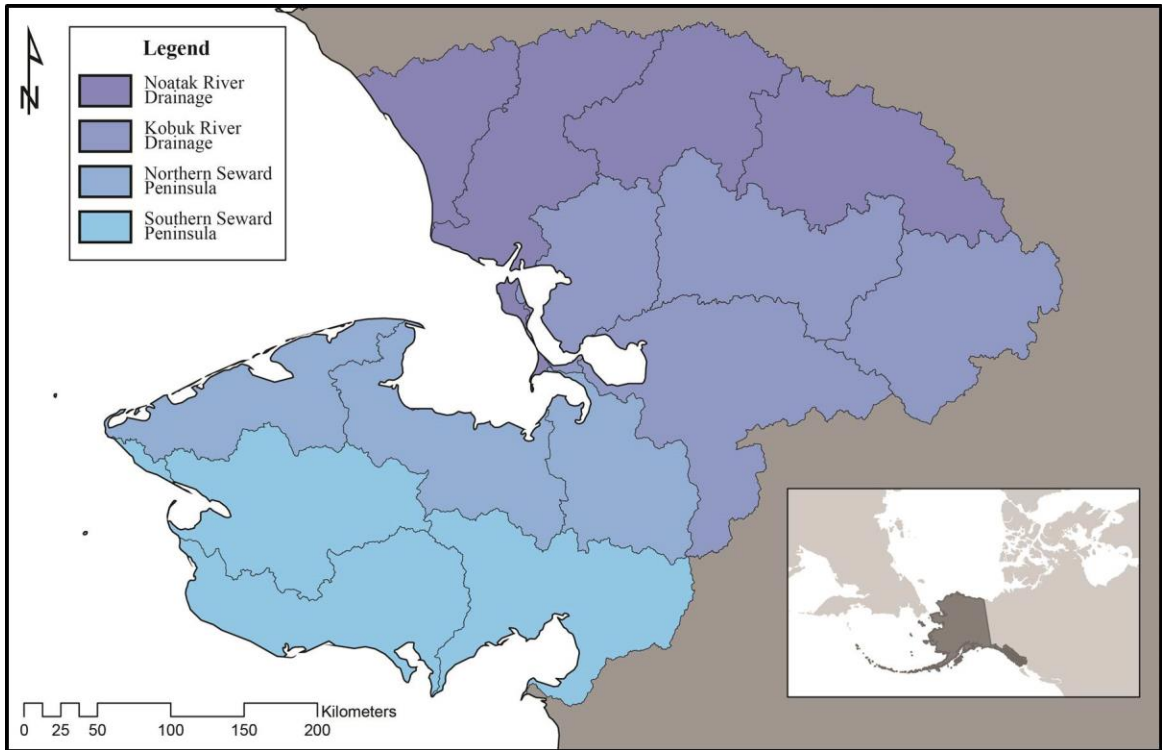 N
Legend
Noatak River
Drainage
Kobuk River
Drainage
Northern Seward
Peninsula
Southern Seward
Peninsula
Kilometers
0 25 50 100 150 200